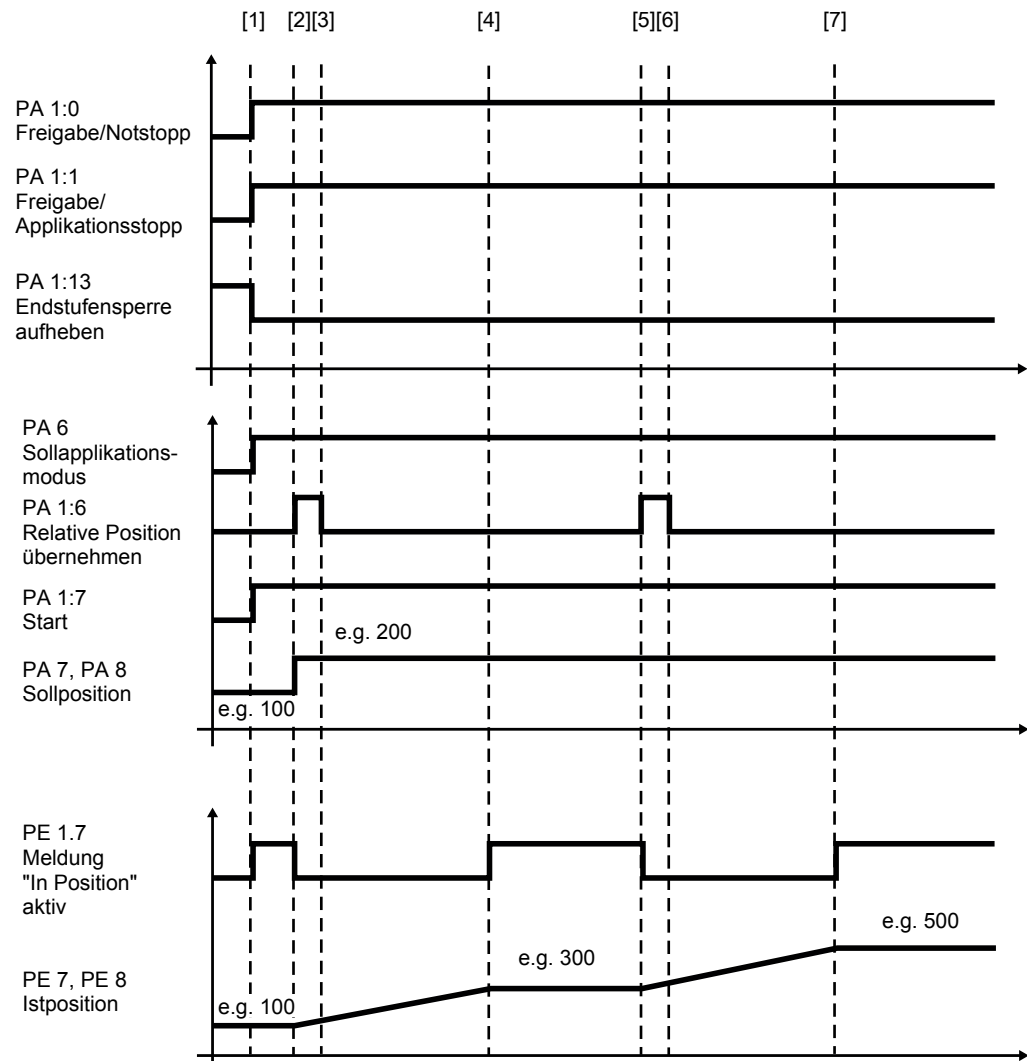 [1] [2][3] [4] [5][6] [7]
PA 1:0
Freigabe/Notstopp
PA 1:1
Freigabe/
Applikationsstopp
PA 1:13
Endstufensperre
aufheben
PA 6
Sollapplikations-
modus
PA 1:6
Relative Position
übernehmen
PA 1:7
Start
e.g. 200
PA 7, PA 8
Sollposition
e.g. 100
PE 1.7
Meldung
"In Position"
aktiv
e.g. 500
e.g. 300
PE 7, PE 8
Istposition
e.g. 100